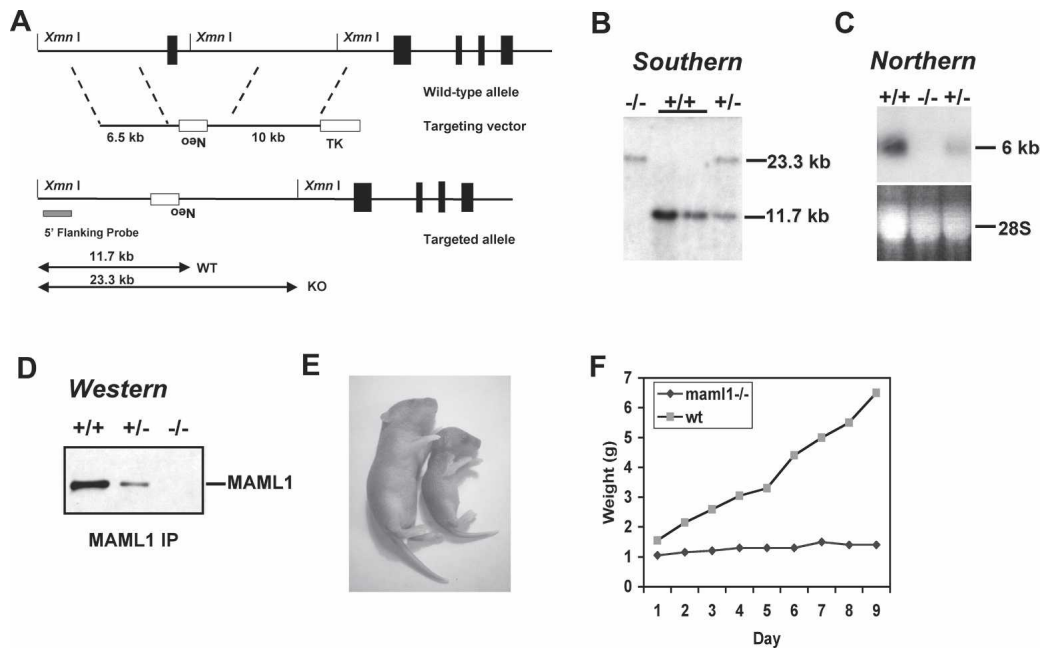 A
Xmn I Xmn I Xmn I
Wild-type allele
Targeting vector
6.5 kb Neo 10 kb TK
Xmn I Xmn I
Neo
5' Flanking Probe
Targeted allele
11.7 kb WT
23.3 kb KO
B
Southern
-/- +/+ +/-
23.3 kb
11.7 kb
C
Northern
+/+ -/- +/-
6 kb
28S
D
Western
+/+ +/- -/-
MAML1
MAML1 IP
E
F
maml1-/-
wt
Weight (g)
7
6
5
4
3
2
1
0
1 2 3 4 5 6 7 8 9
Day